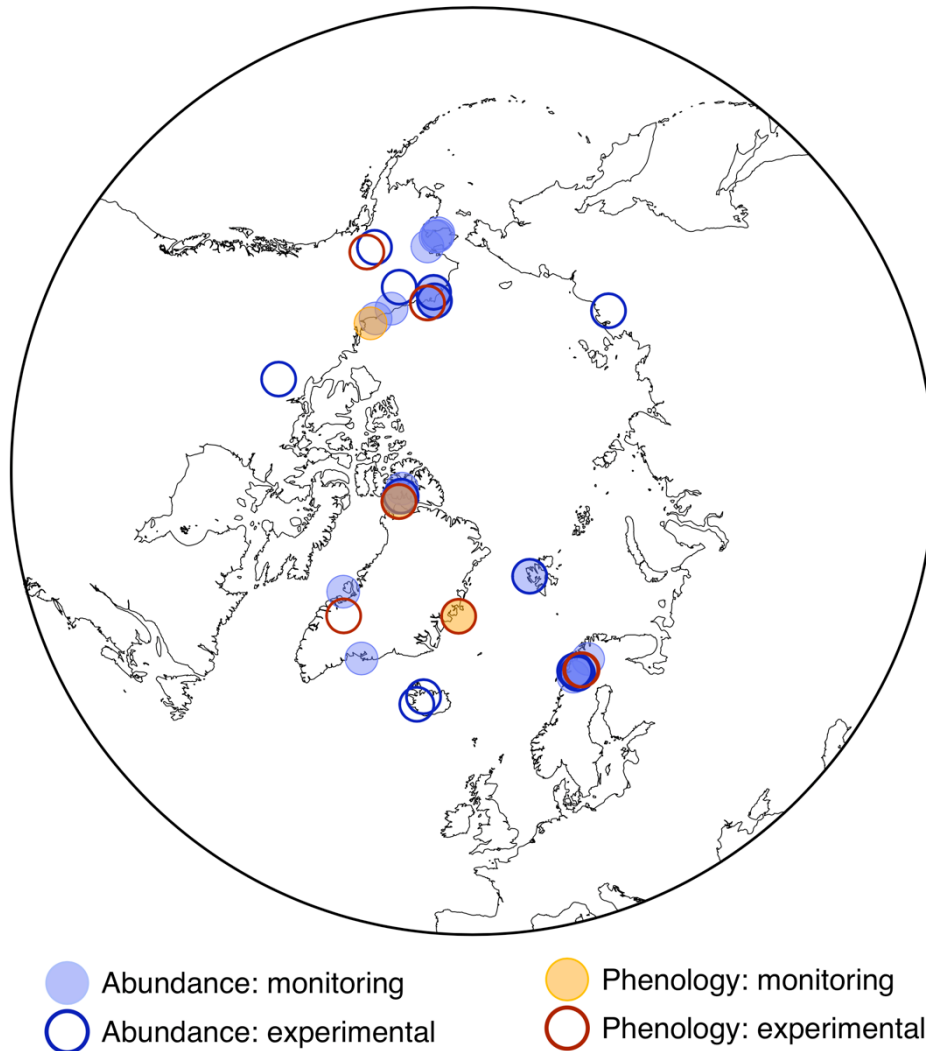 Abundance: monitoring
Phenology: monitoring
Abundance: experimental
Phenology: experimental